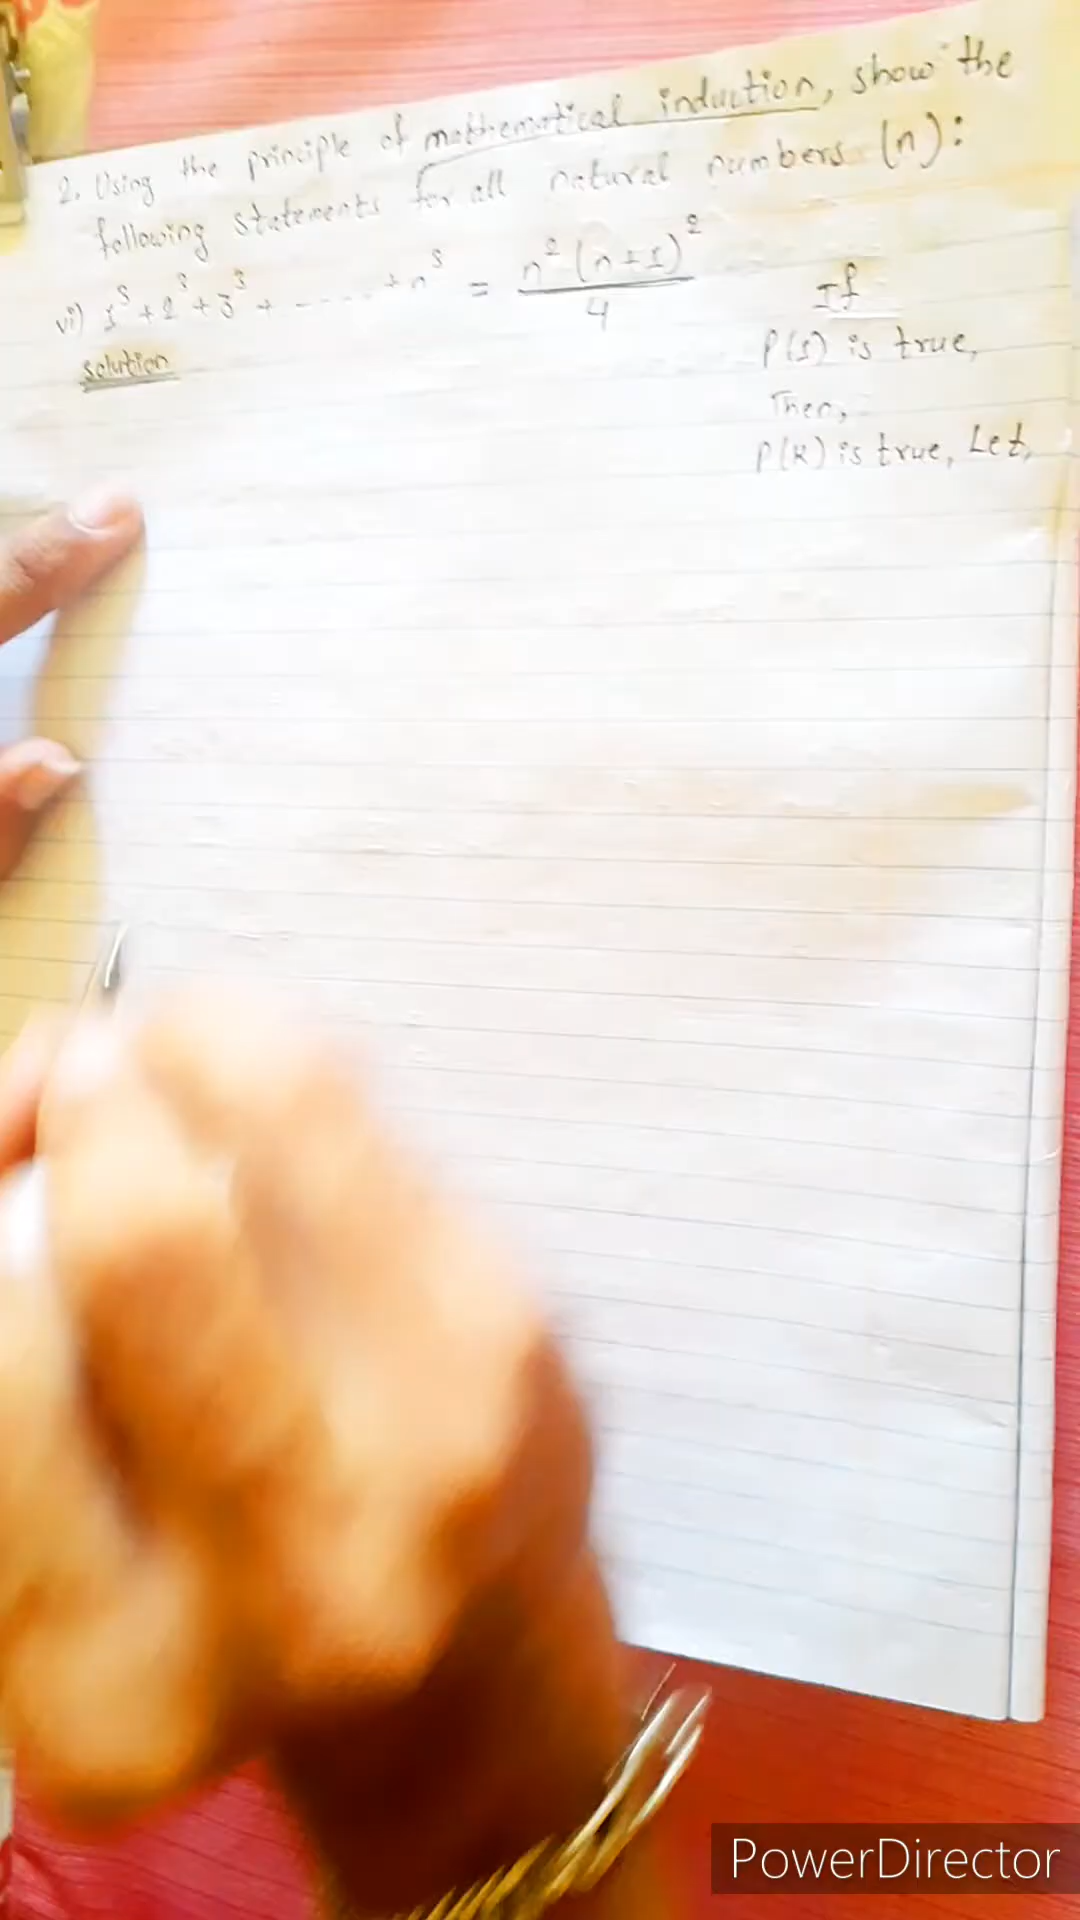 2. Using the principle of mathematical induction, show the
following statements for all natural numbers (n):
vi) 1³ + 2³ + 3³ + ------ + n³ = n² (n+1)² / 4
solution
If
P(1) is true,
Then,
P(K) is true, Let,
PowerDirector